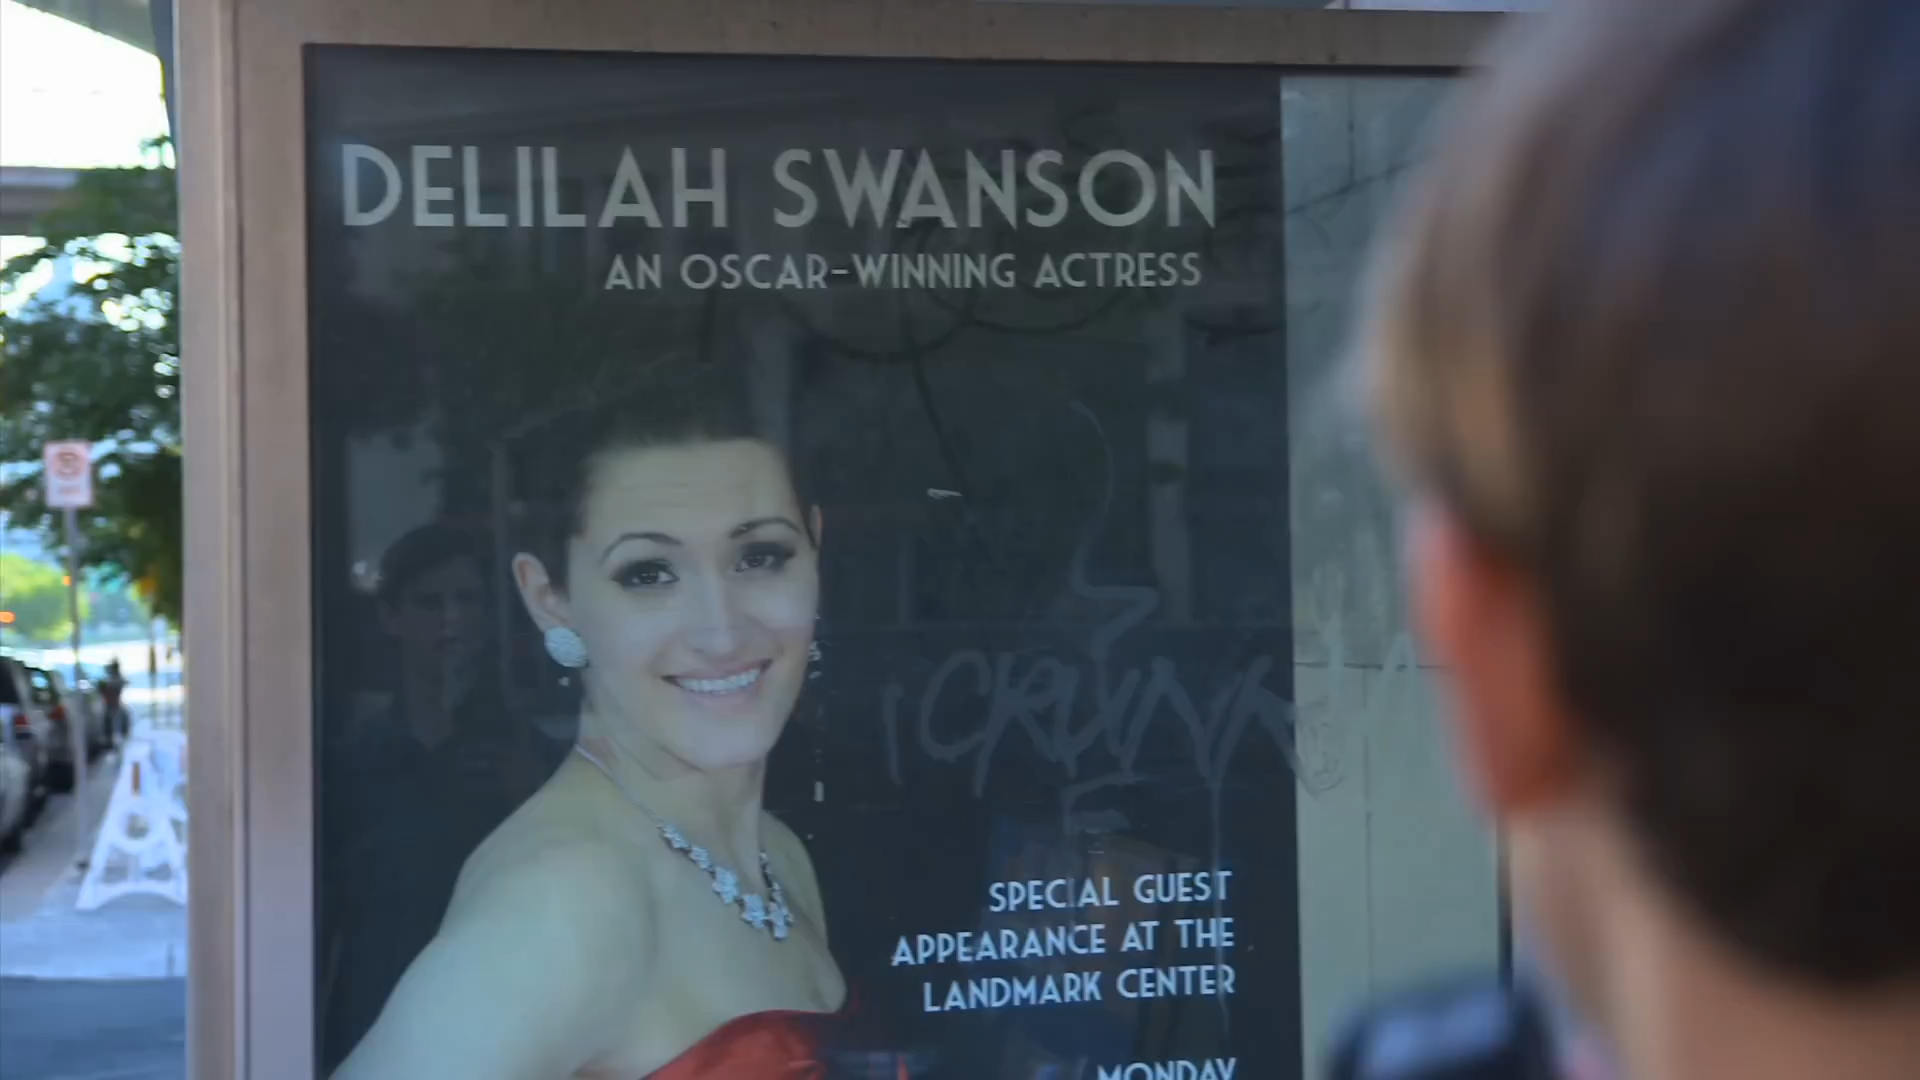 DELILAH SWANSON
AN OSCAR-WINNING ACTRESS
SPECIAL GUEST
APPEARANCE AT THE
LANDMARK CENTER
MONDAY